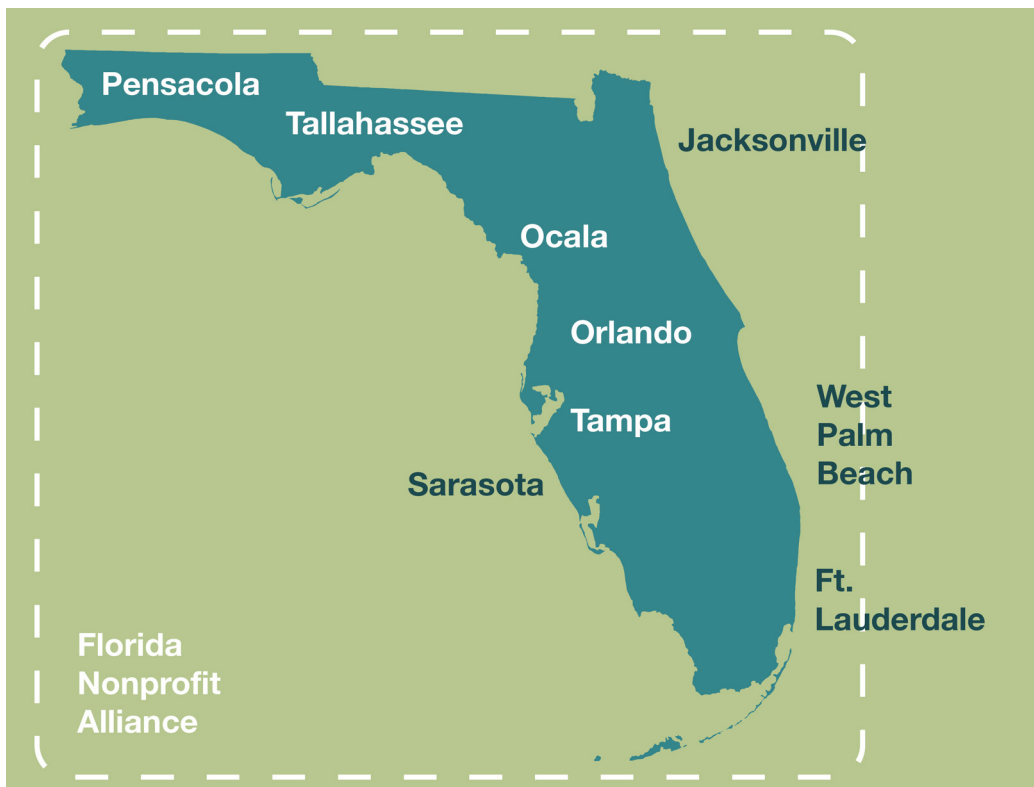 Pensacola
Tallahassee
Jacksonville
Ocala
Orlando
West
Palm
Beach
Tampa
Sarasota
Ft.
Lauderdale
Florida
Nonprofit
Alliance